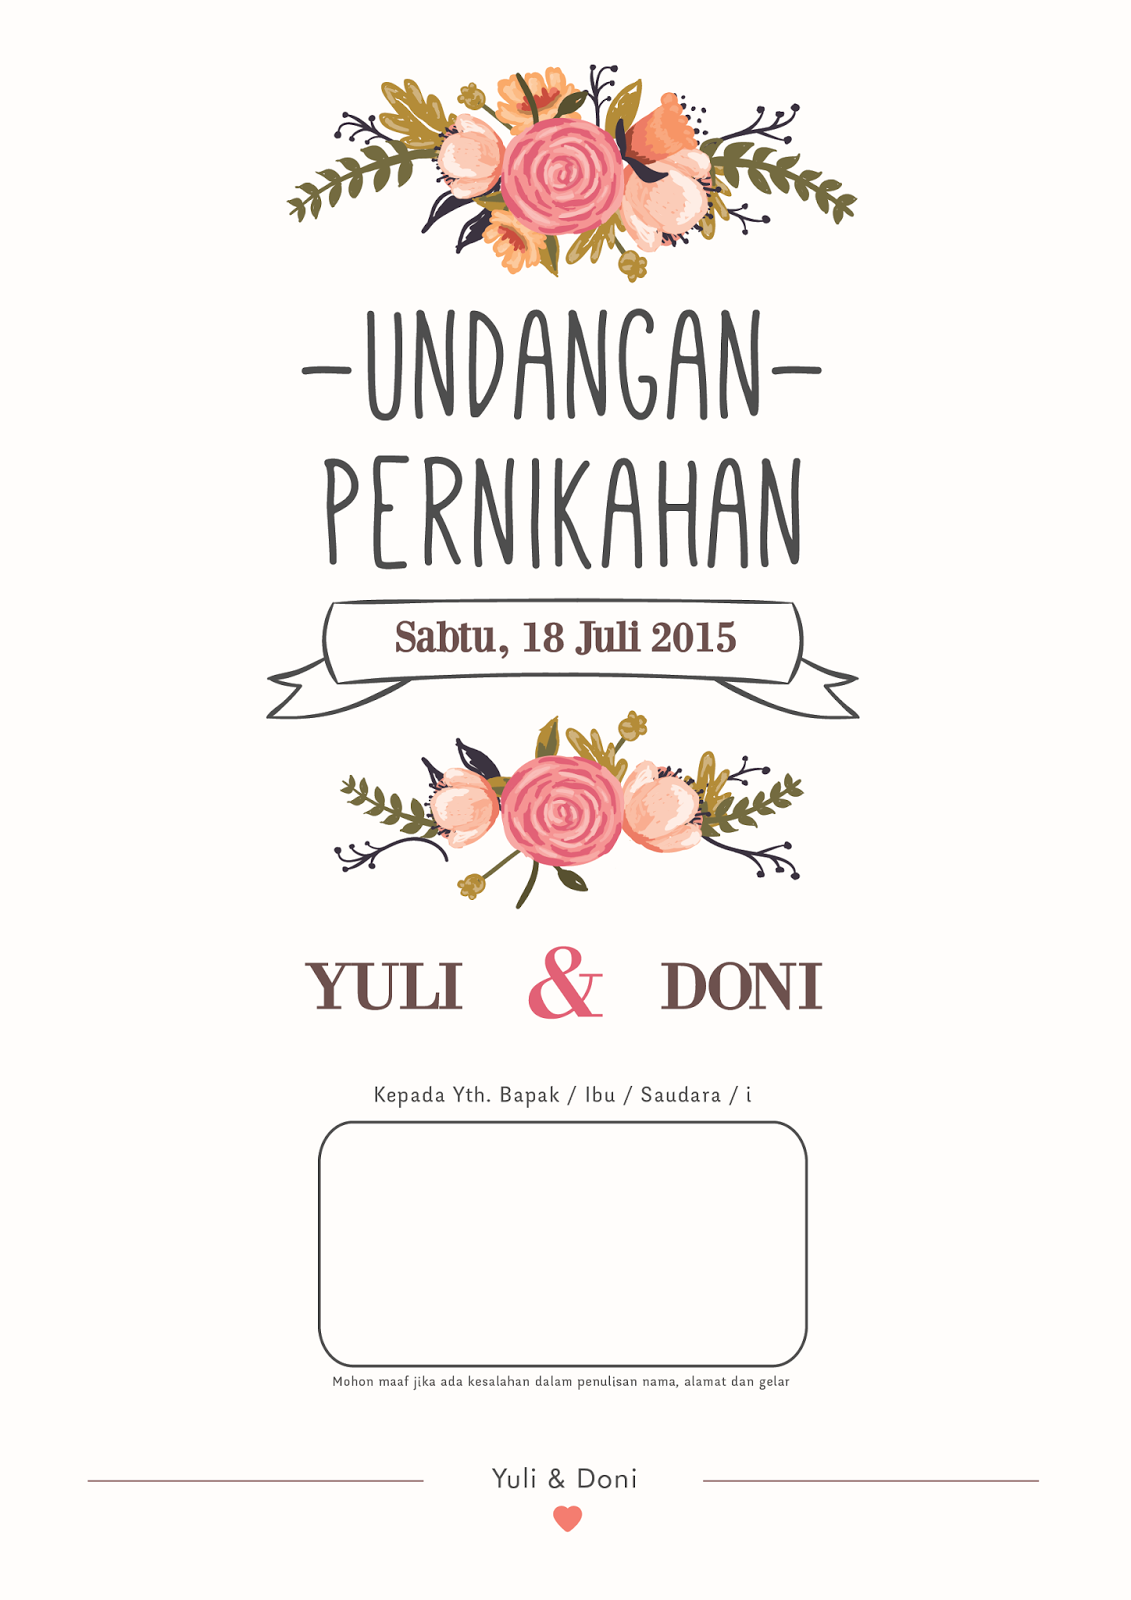 -UNDANGAN-
PERNIKAHAN
Sabtu, 18 Juli 2015
YULI & DONI
Kepada Yth. Bapak / Ibu / Saudara / i
Mohon maaf jika ada kesalahan dalam penulisan nama, alamat dan gelar
Yuli & Doni